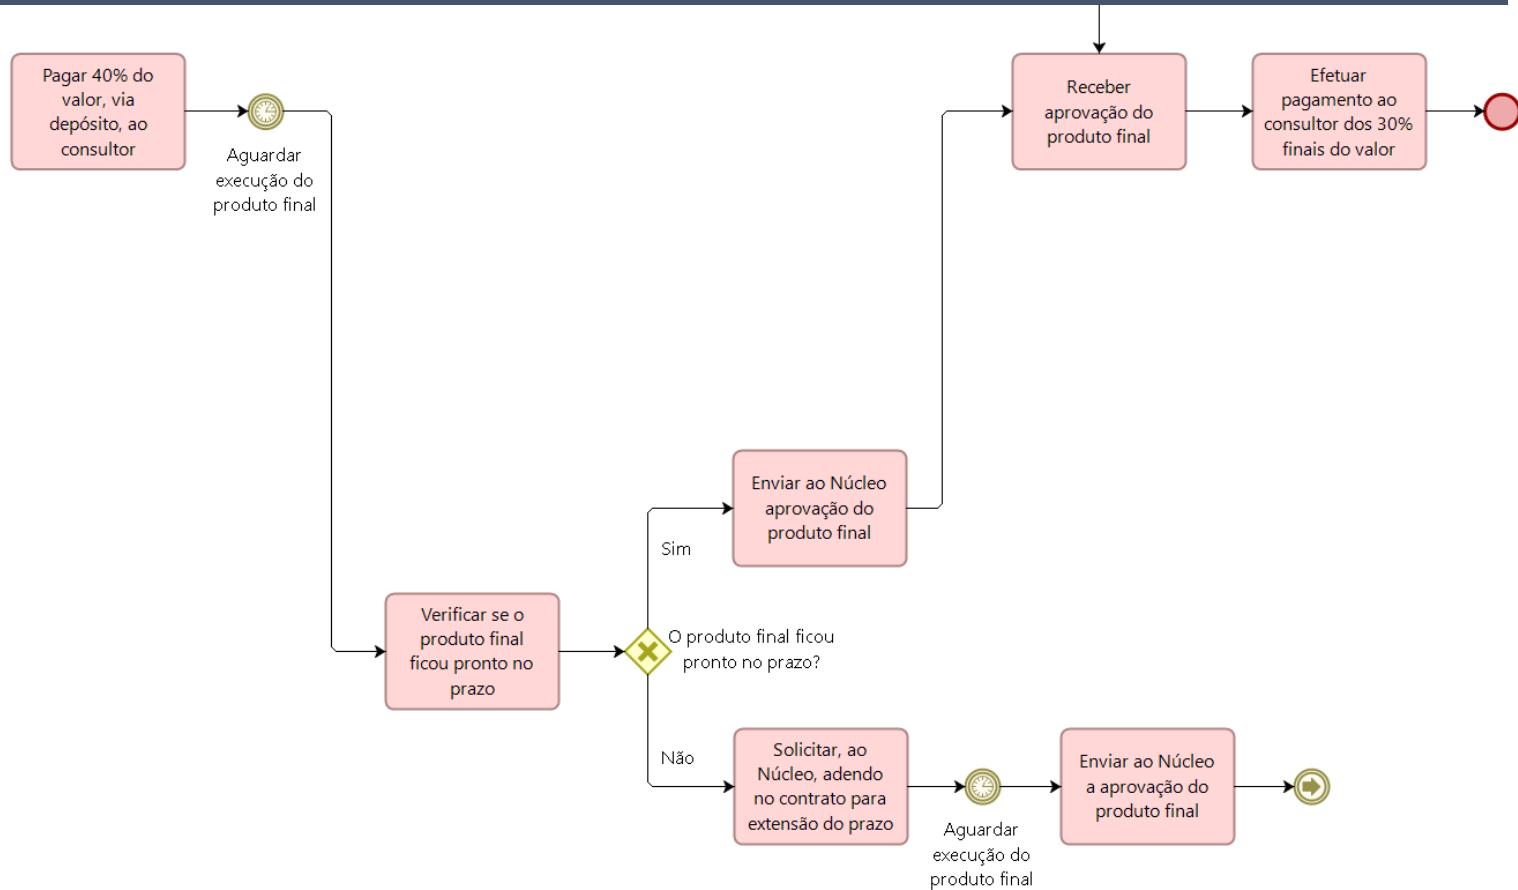 Pagar 40% do
valor, via
depósito, ao
consultor
Aguardar
execução do
produto final
Receber
aprovação do
produto final
Efetuar
pagamento ao
consultor dos 30%
finais do valor
Enviar ao Núcleo
aprovação do
produto final
Sim
Verificar se o
produto final
ficou pronto no
prazo
O produto final ficou
pronto no prazo?
Não
Solicitar, ao
Núcleo, adendo
no contrato para
extensão do prazo
Aguardar
execução do
produto final
Enviar ao Núcleo
a aprovação do
produto final